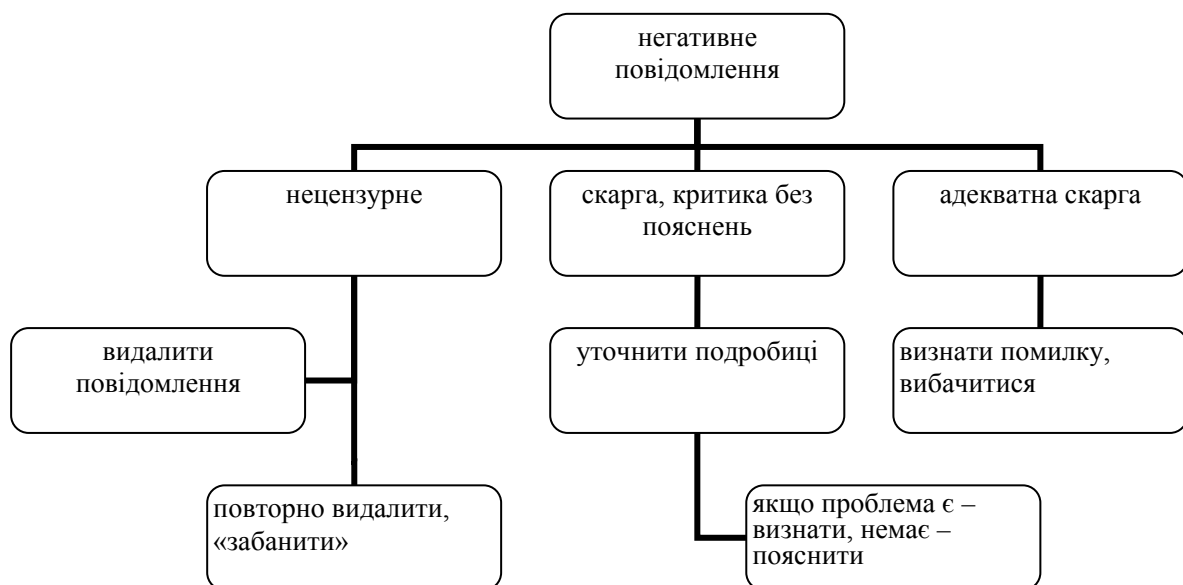 негативне
повідомлення
нецензурне
скарга, критика без
пояснень
адекватна скарга
видалити
повідомлення
уточнити подробиці
визнати помилку,
вибачитися
повторно видалити,
«забанити»
якщо проблема є –
визнати, немає –
пояснити